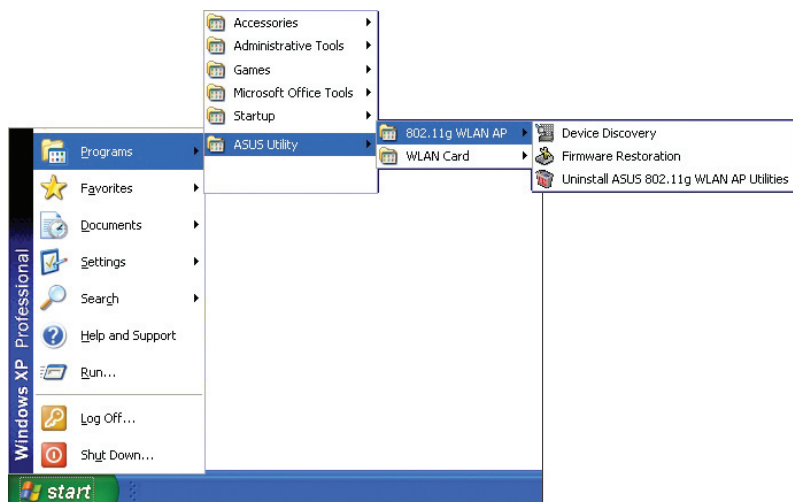 Accessories
Administrative Tools
Games
Microsoft Office Tools
Startup
ASUS Utility
802.11g WLAN AP
WLAN Card
Device Discovery
Firmware Restoration
Uninstall ASUS 802.11g WLAN AP Utilities
Programs
Favorites
Documents
Settings
Search
Help and Support
Run...
Log Off...
Shut Down...
Windows XP Professional
start